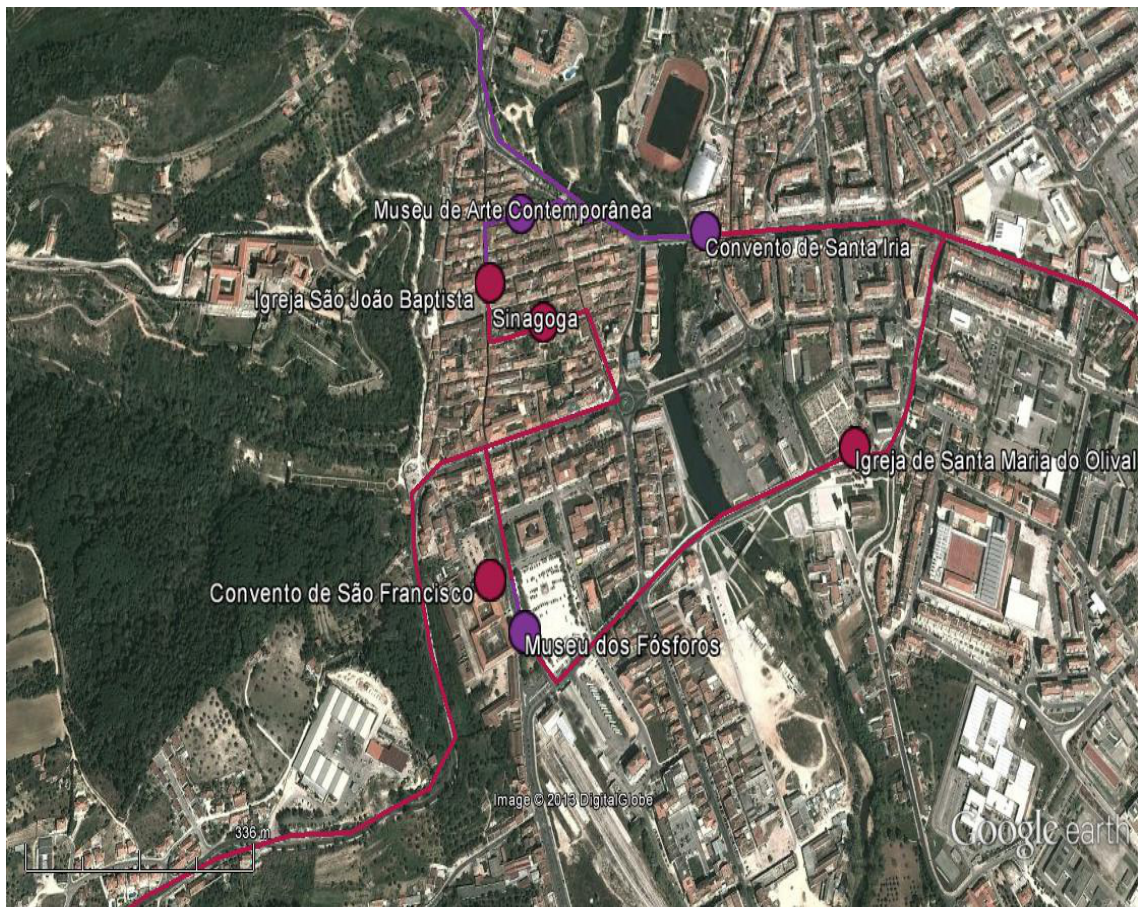 Museu de Arte Contemporânea
Convento de Santa Iria
Igreja São João Baptista
Sinagoga
Igreja de Santa Maria do Olival
Convento de São Francisco
Museu dos Fósforos
Image © 2013 DigitalGlobe
336 m
Google earth